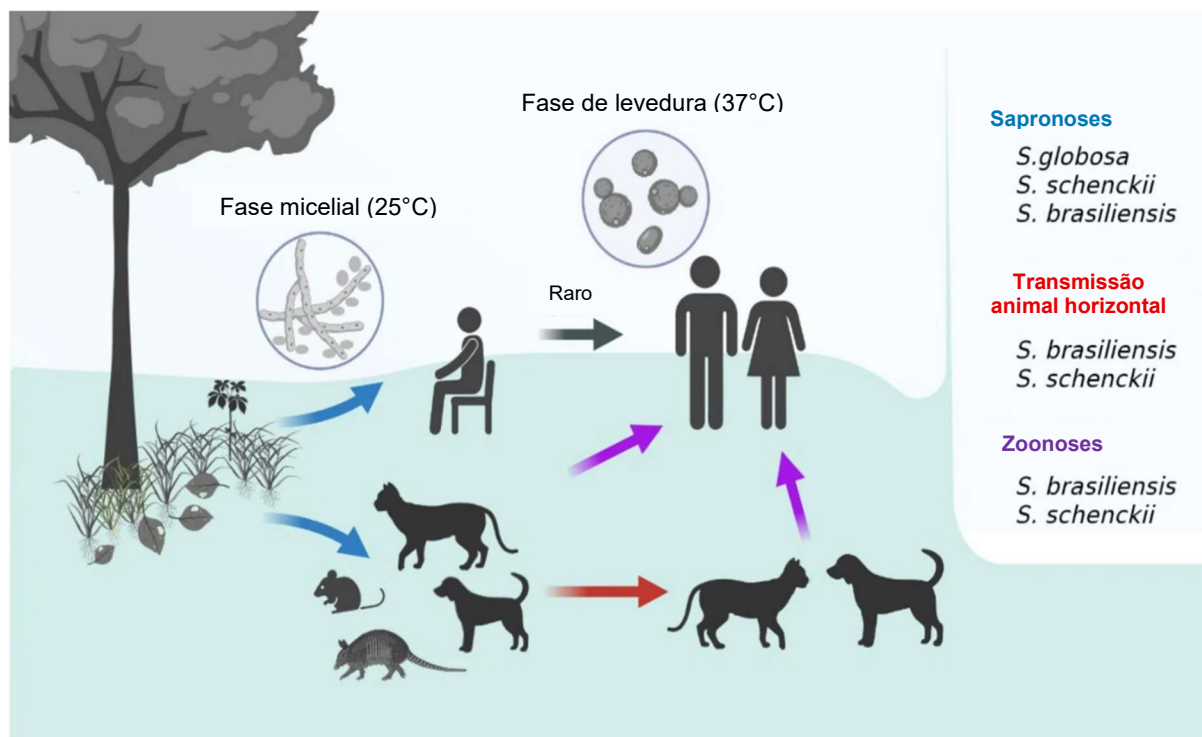 Fase de levedura (37°C)
Fase micelial (25°C)
Raro
Sapronoses
S.globosa
S. schenckii
S. brasiliensis
Transmissão
animal horizontal
S. brasiliensis
S. schenckii
Zoonoses
S. brasiliensis
S. schenckii